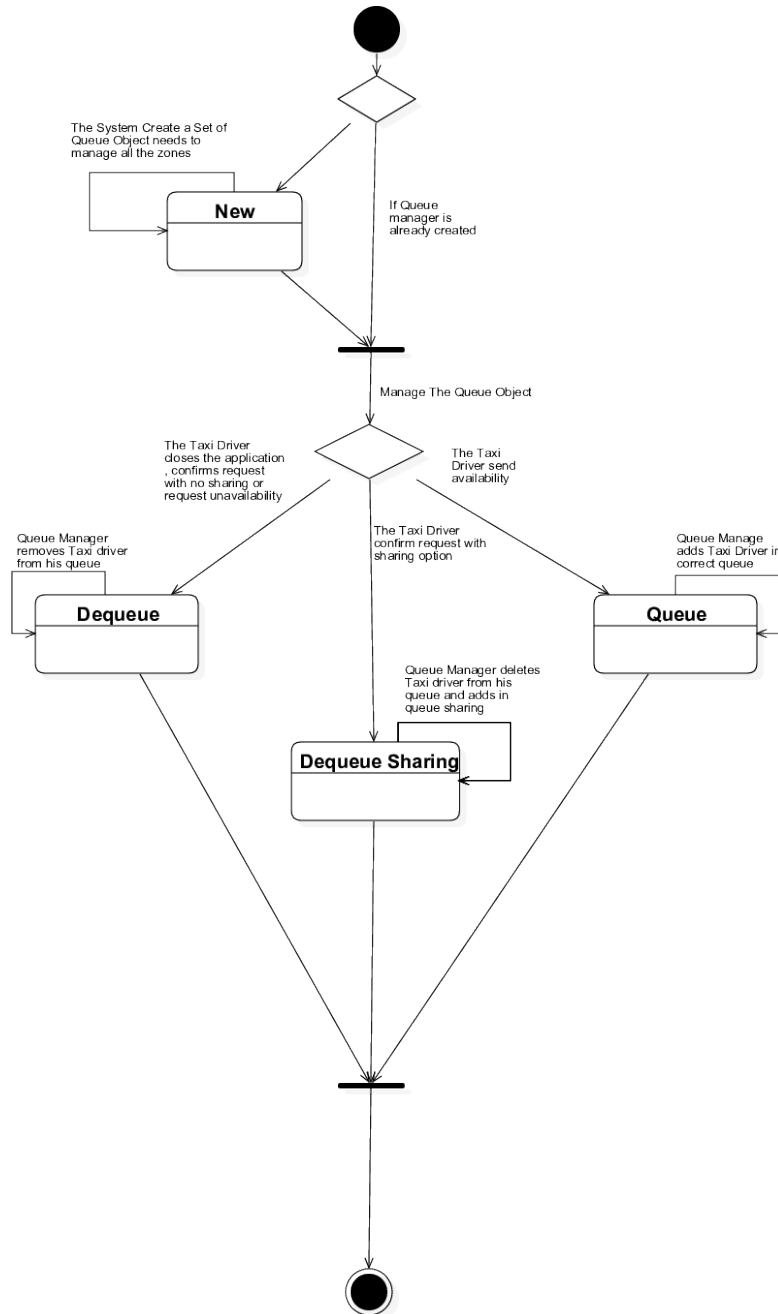 The System Create a Set of
Queue Object needs to
manage all the zones
New
If Queue
manager is
already created
Manage The Queue Object
The Taxi Driver
closes the application
, confirms request
with no sharing or
request unavailability
The Taxi
Driver send
availability
The Taxi Driver
confirm request with
sharing option
Queue Manager
removes Taxi driver
from his queue
Dequeue
Queue Manage
adds Taxi Driver in
correct queue
Queue
Queue Manager deletes
Taxi driver from his
queue and adds in
queue sharing
Dequeue Sharing